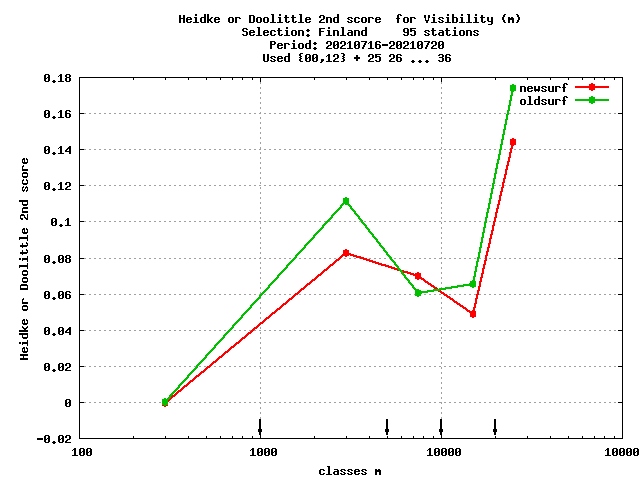 Heidke or Doolittle 2nd score  for Visibility (m)
Selection: Finland     95 stations
Period: 20210716-20210720
Used {00,12} + 25 26 ... 36
newsurf
oldsurf
Heidke or Doolittle 2nd score
0.18
0.16
0.14
0.12
0.1
0.08
0.06
0.04
0.02
0
-0.02
100 1000 10000 10000
classes m